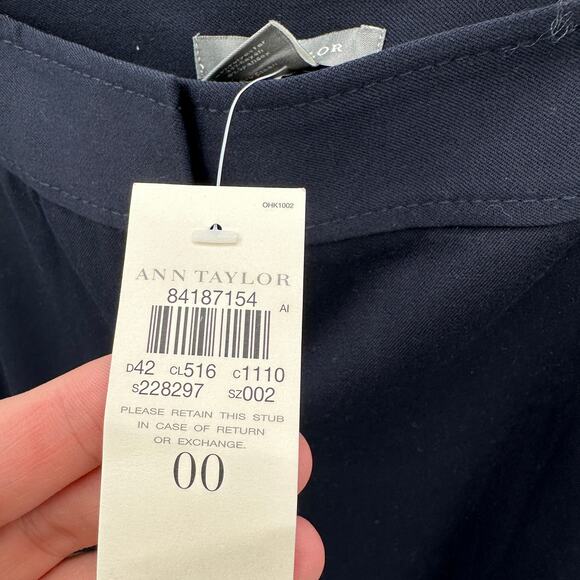 LOR
OHK1002
ANN TAYLOR
84187154
AI
D42 CL516 C1110
S228297 SZ002
PLEASE RETAIN THIS STUB
IN CASE OF RETURN
OR EXCHANGE.
00